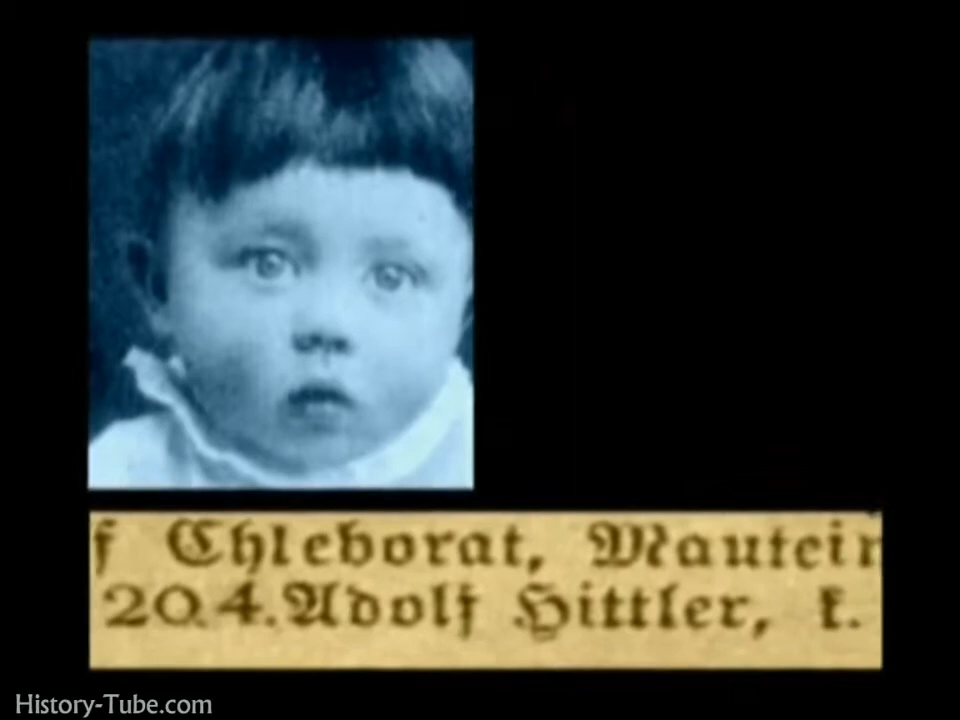 f Chleborat, Mautein
20.4. Adolf Hittler, k.
History-Tube.com